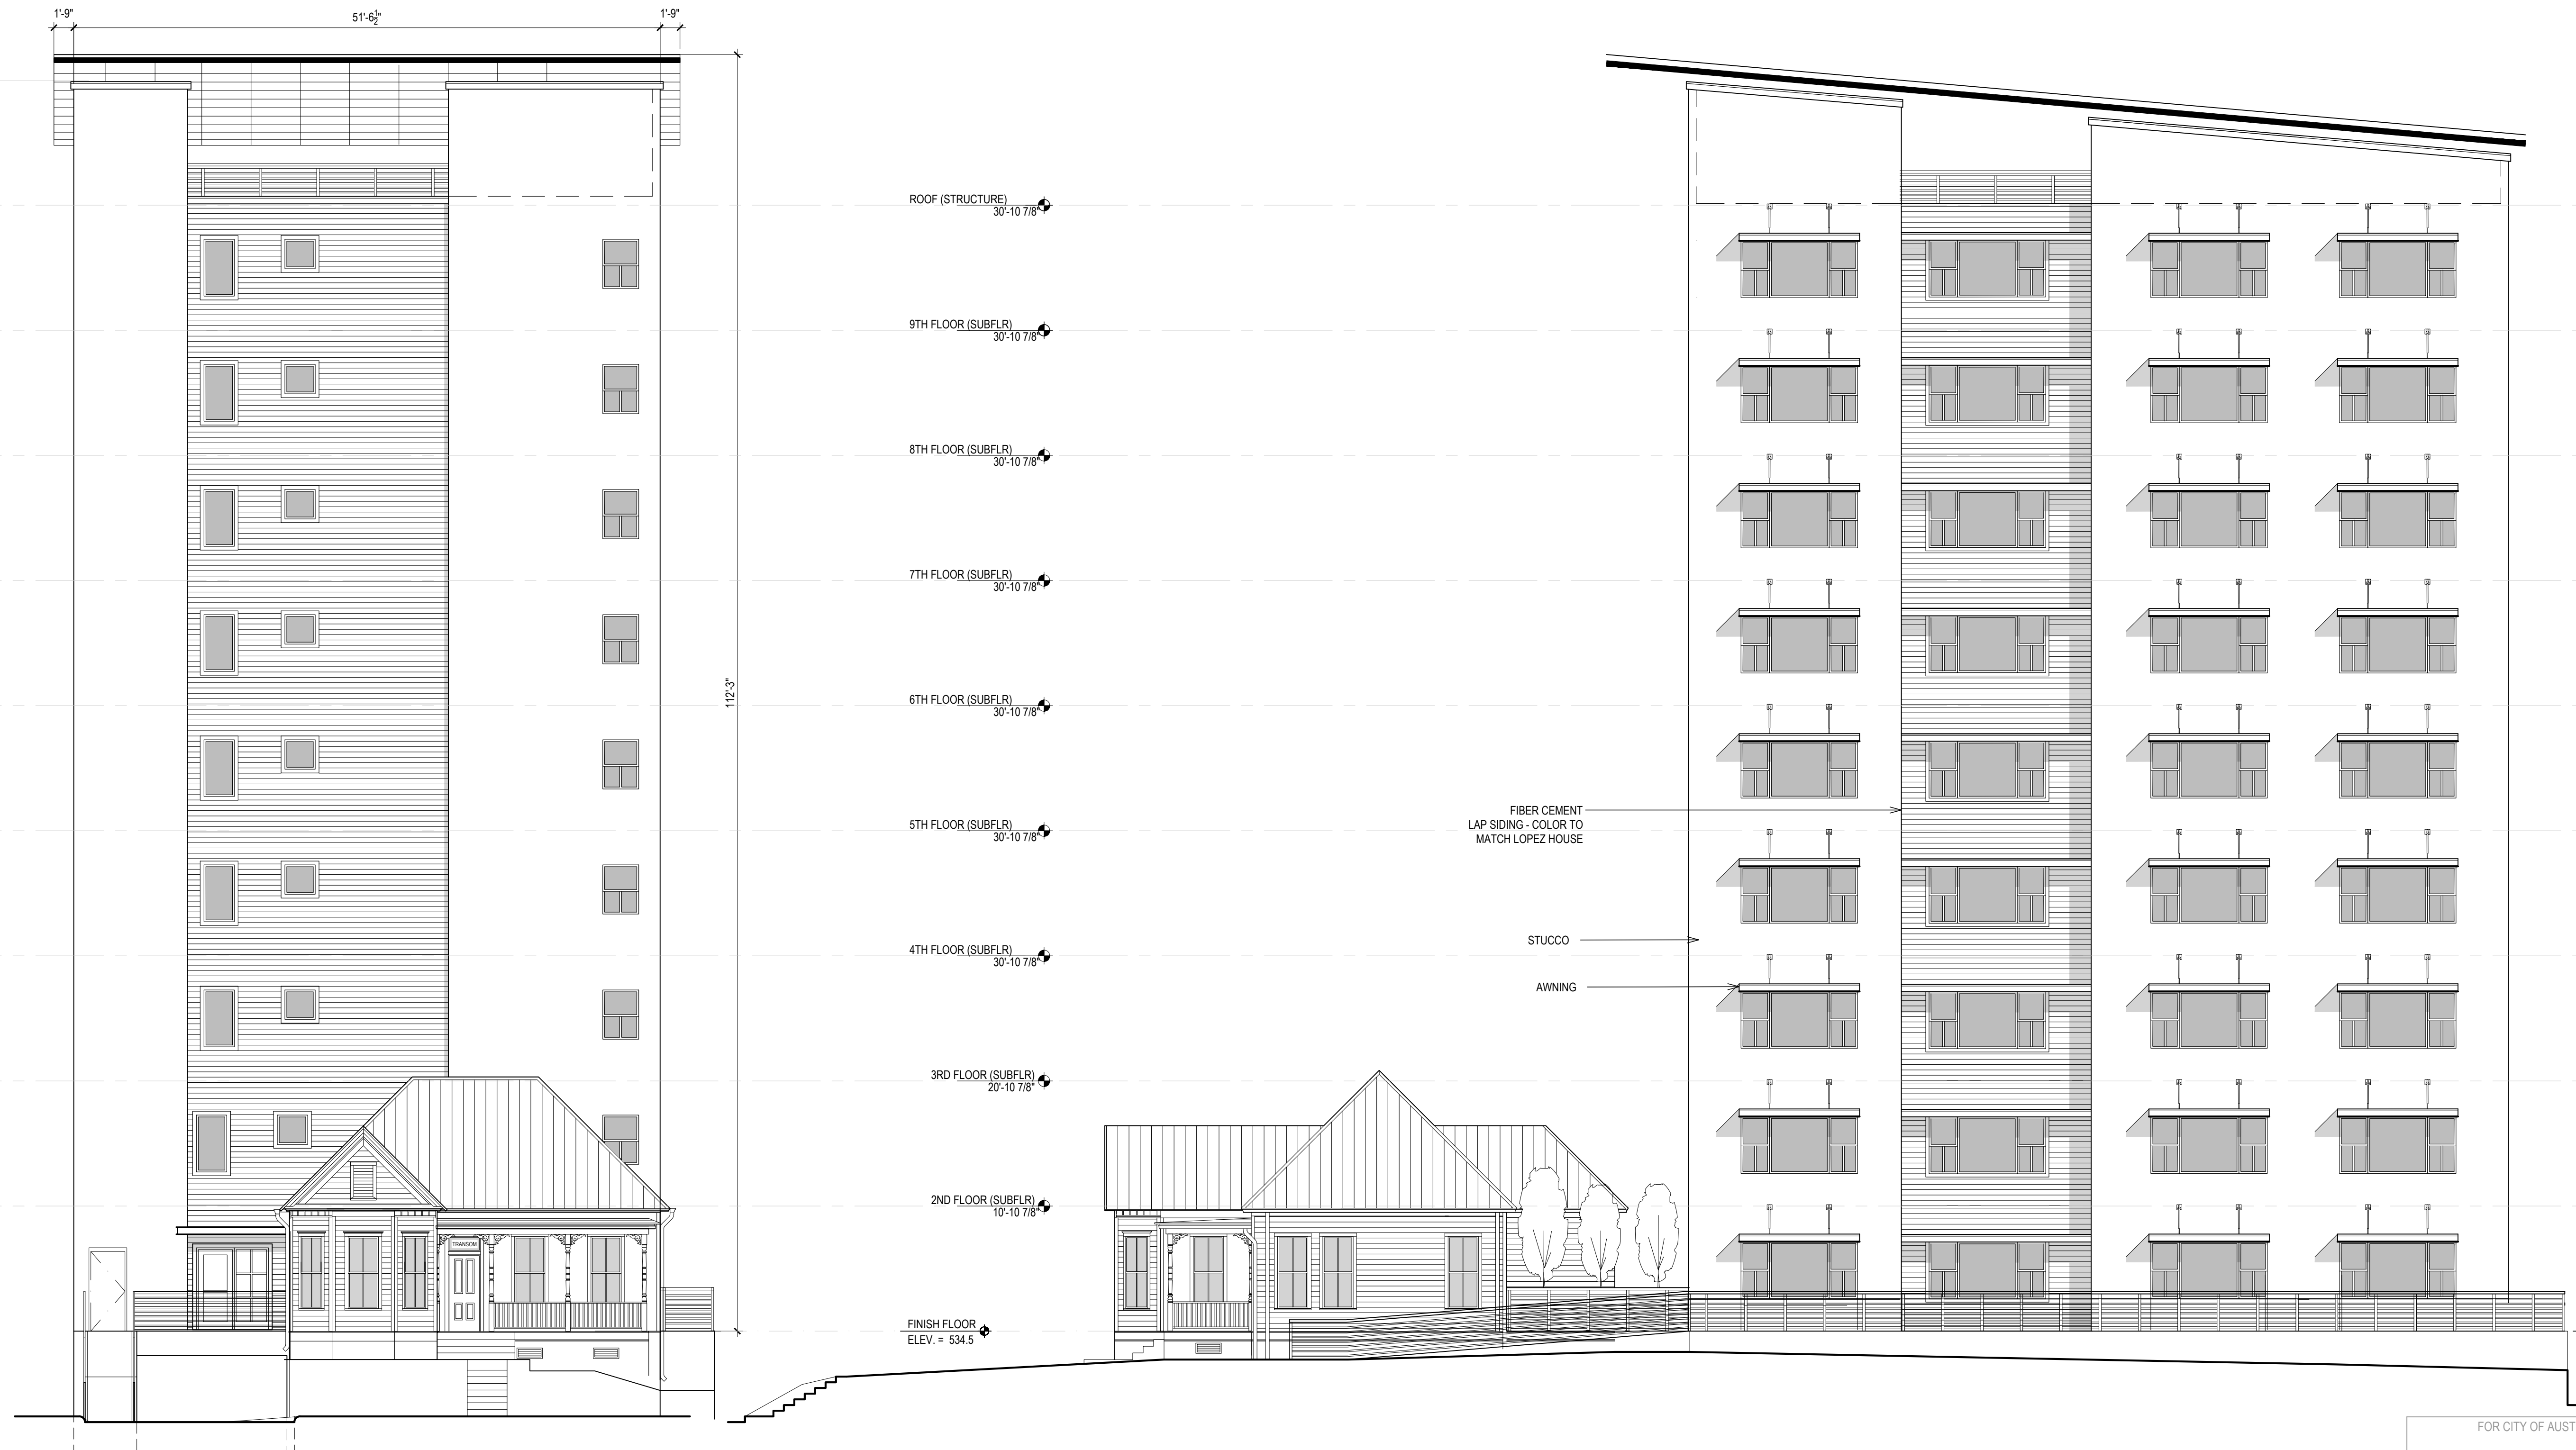 1'-9"
51'-6½"
1'-9"
112'-3"
ROOF (STRUCTURE)
30'-10 7/8"
9TH FLOOR (SUBFLR)
30'-10 7/8"
8TH FLOOR (SUBFLR)
30'-10 7/8"
7TH FLOOR (SUBFLR)
30'-10 7/8"
6TH FLOOR (SUBFLR)
30'-10 7/8"
5TH FLOOR (SUBFLR)
30'-10 7/8"
4TH FLOOR (SUBFLR)
30'-10 7/8"
3RD FLOOR (SUBFLR)
20'-10 7/8"
2ND FLOOR (SUBFLR)
10'-10 7/8"
FINISH FLOOR
ELEV. = 534.5
TRANSOM
FIBER CEMENT
LAP SIDING - COLOR TO
MATCH LOPEZ HOUSE
STUCCO
AWNING
FOR CITY OF AUST